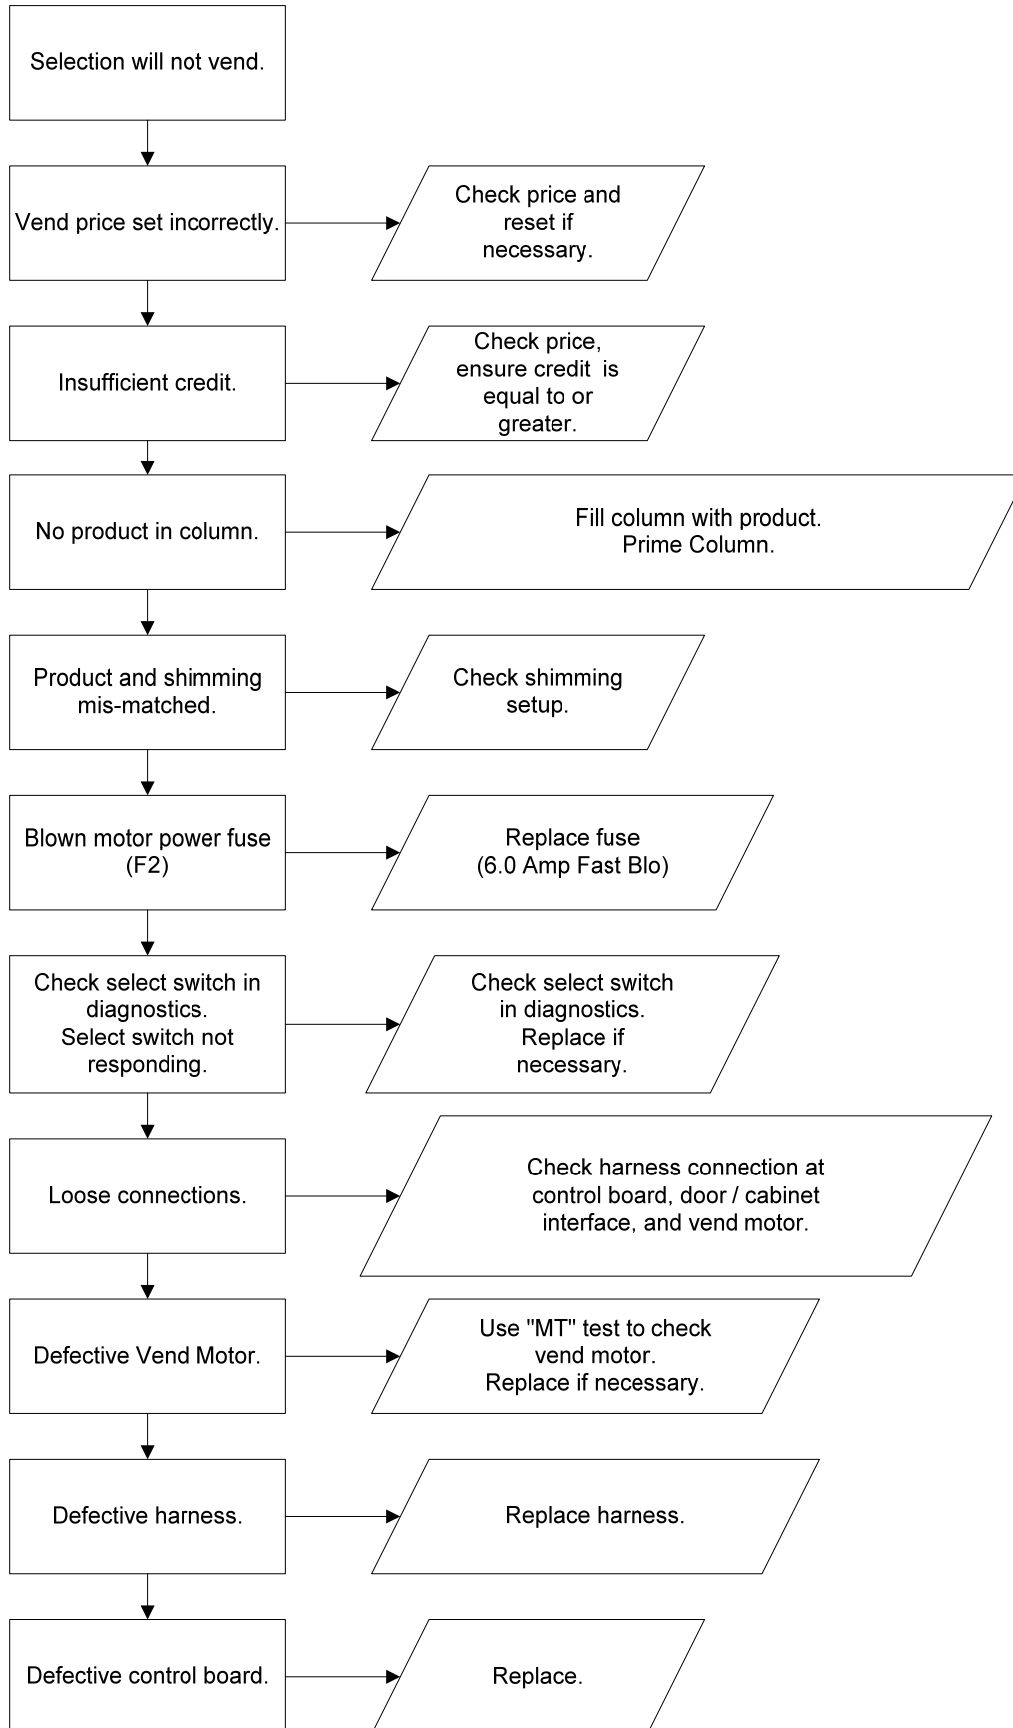 Selection will not vend.
Vend price set incorrectly.
Check price and
reset if
necessary.
Insufficient credit.
Check price,
ensure credit is
equal to or
greater.
No product in column.
Fill column with product.
Prime Column.
Product and shimming
mis-matched.
Check shimming
setup.
Blown motor power fuse
(F2)
Replace fuse
(6.0 Amp Fast Blo)
Check select switch in
diagnostics.
Select switch not
responding.
Check select switch
in diagnostics.
Replace if
necessary.
Loose connections.
Check harness connection at
control board, door / cabinet
interface, and vend motor.
Defective Vend Motor.
Use "MT" test to check
vend motor.
Replace if necessary.
Defective harness.
Replace harness.
Defective control board.
Replace.